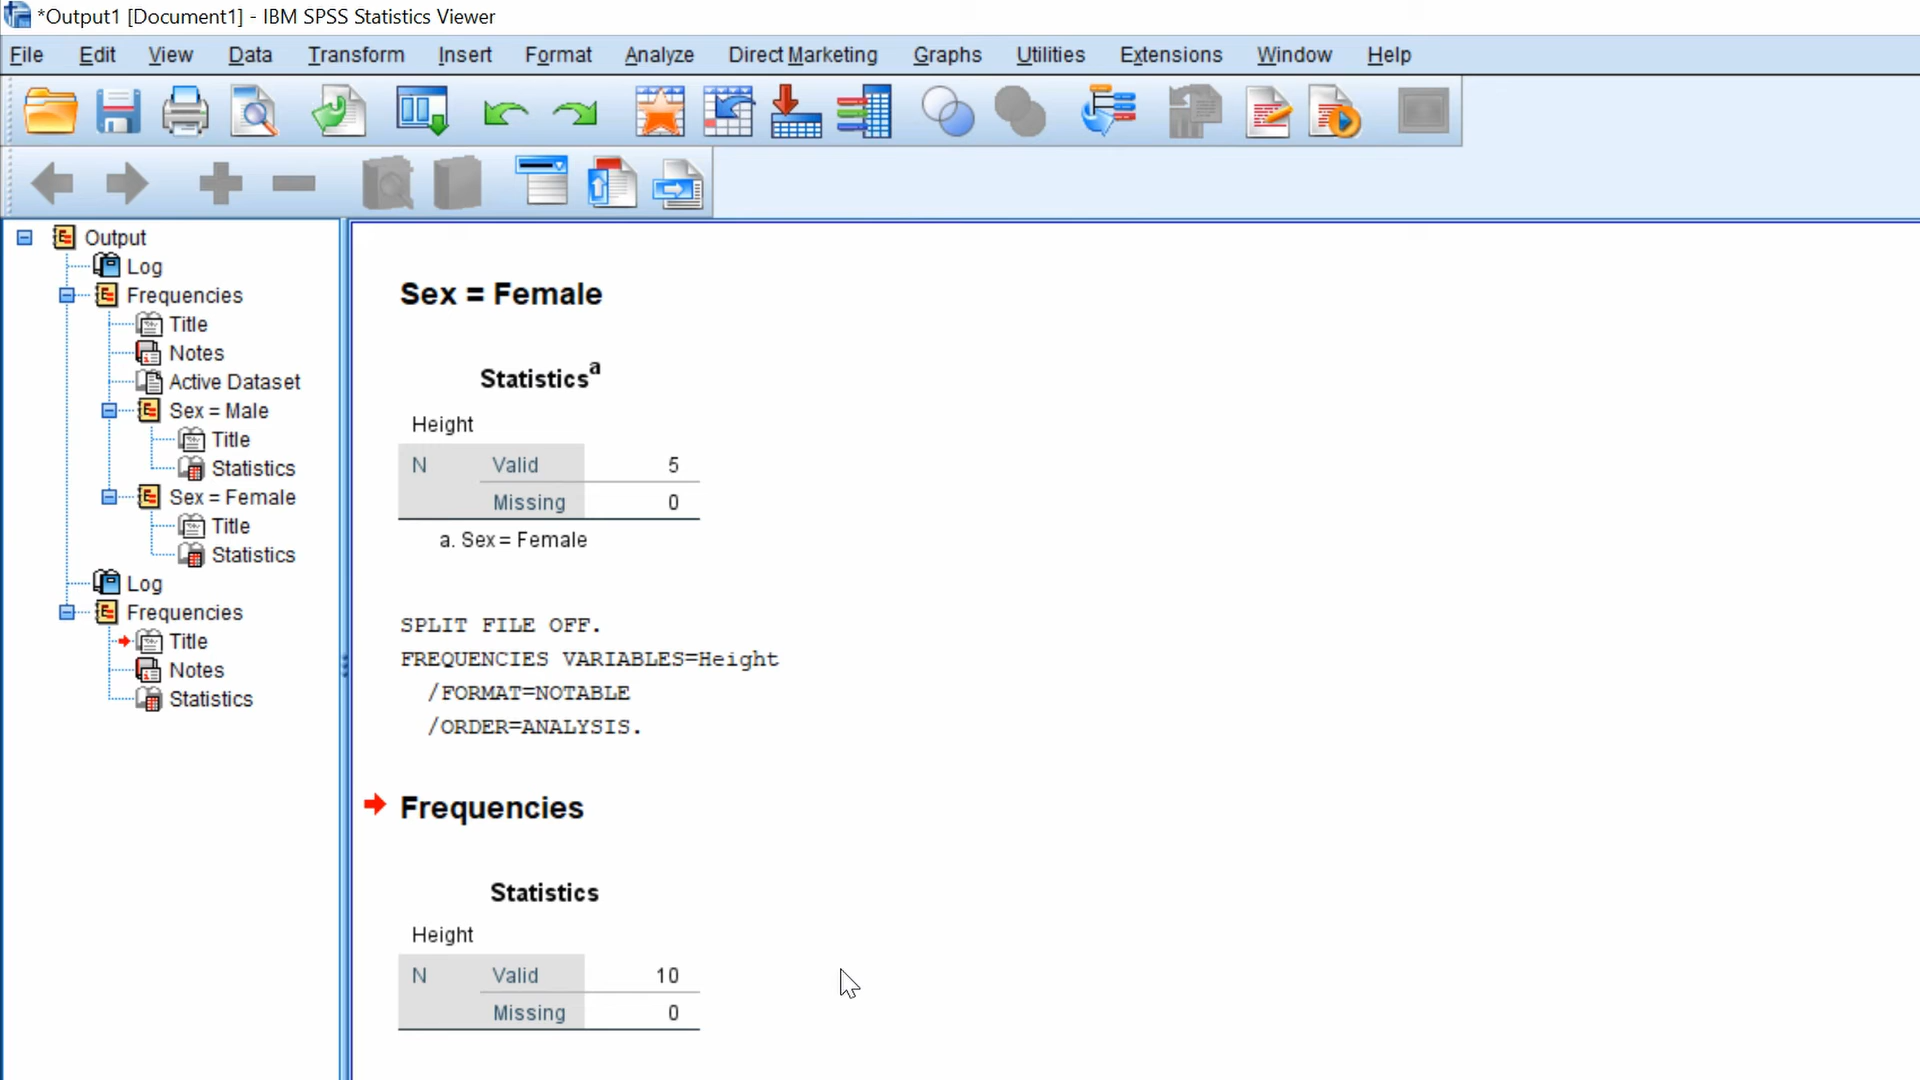 *Output1 [Document1] - IBM SPSS Statistics Viewer
File Edit View Data Transform Insert Format Analyze Direct Marketing Graphs Utilities Extensions Window Help
Output
Log
Frequencies
Title
Notes
Active Dataset
Sex = Male
Title
Statistics
Sex = Female
Title
Statistics
Log
Frequencies
Title
Notes
Statistics
Sex = Female
Statisticsa
Height
N Valid 5
Missing 0
a. Sex = Female
SPLIT FILE OFF.
FREQUENCIES VARIABLES=Height
/FORMAT=NOTABLE
/ORDER=ANALYSIS.
Frequencies
Statistics
Height
N Valid 10
Missing 0